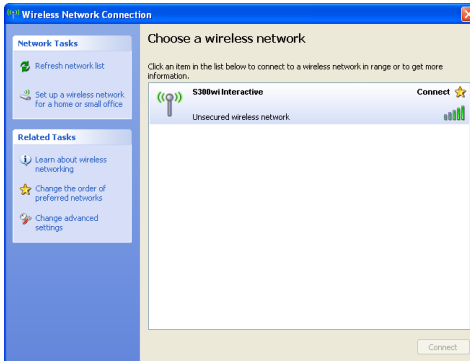 Wireless Network Connection
Network Tasks
Refresh network list
Set up a wireless network
for a home or small office
Related Tasks
Learn about wireless
networking
Change the order of
preferred networks
Change advanced
settings
Choose a wireless network
Click an item in the list below to connect to a wireless network in range or to get more
information.
S300wi Interactive
Connect
Unsecured wireless network
Connect